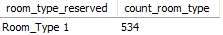 room_type_reserved count_room_type
Room_Type 1 534